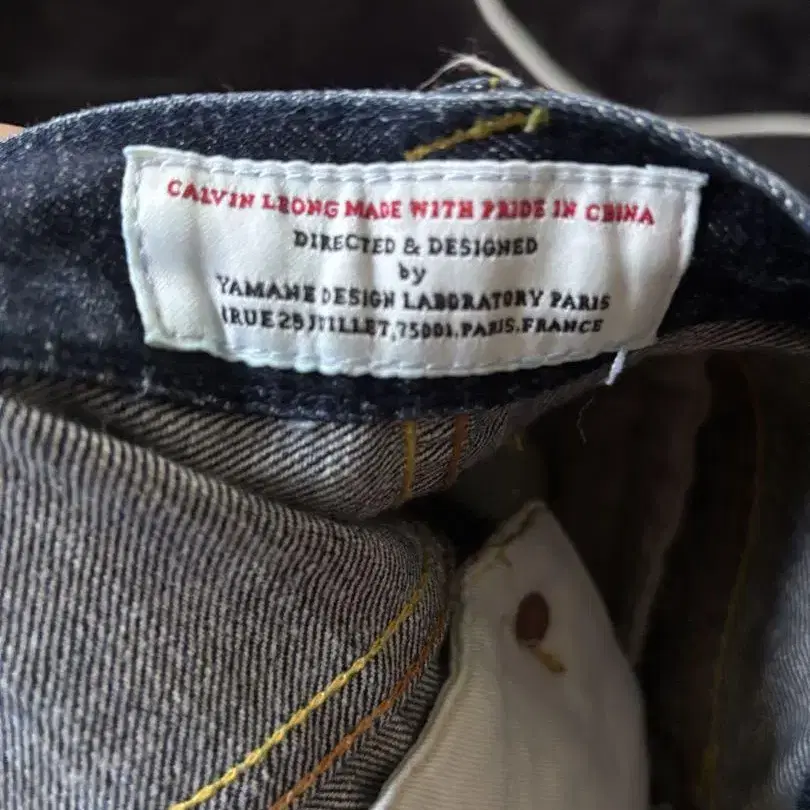 CALVIN LEONG MADE WITH PRIDE IN CHINA
DIRECTED & DESIGNED
by
YAMANE DESIGN LABORATORY PARIS
1RUE 29 JUILLET,75001.PARIS.FRANCE